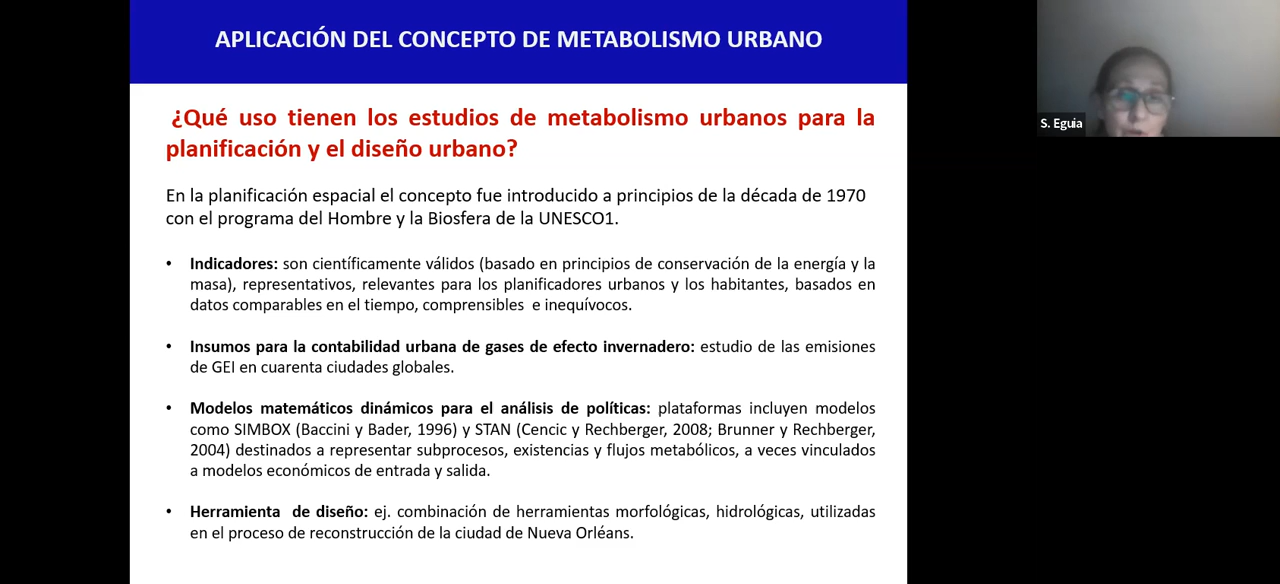 APLICACIÓN DEL CONCEPTO DE METABOLISMO URBANO
¿Qué uso tienen los estudios de metabolismo urbanos para la
planificación y el diseño urbano?
En la planificación espacial el concepto fue introducido a principios de la década de 1970
con el programa del Hombre y la Biosfera de la UNESCO1.
• Indicadores: son científicamente válidos (basado en principios de conservación de la energía y la
masa), representativos, relevantes para los planificadores urbanos y los habitantes, basados en
datos comparables en el tiempo, comprensibles e inequívocos.
• Insumos para la contabilidad urbana de gases de efecto invernadero: estudio de las emisiones
de GEI en cuarenta ciudades globales.
• Modelos matemáticos dinámicos para el análisis de políticas: plataformas incluyen modelos
como SIMBOX (Baccini y Bader, 1996) y STAN (Cencic y Rechberger, 2008; Brunner y Rechberger,
2004) destinados a representar subprocesos, existencias y flujos metabólicos, a veces vinculados
a modelos económicos de entrada y salida.
• Herramienta de diseño: ej. combinación de herramientas morfológicas, hidrológicas, utilizadas
en el proceso de reconstrucción de la ciudad de Nueva Orléans.
S. Eguia